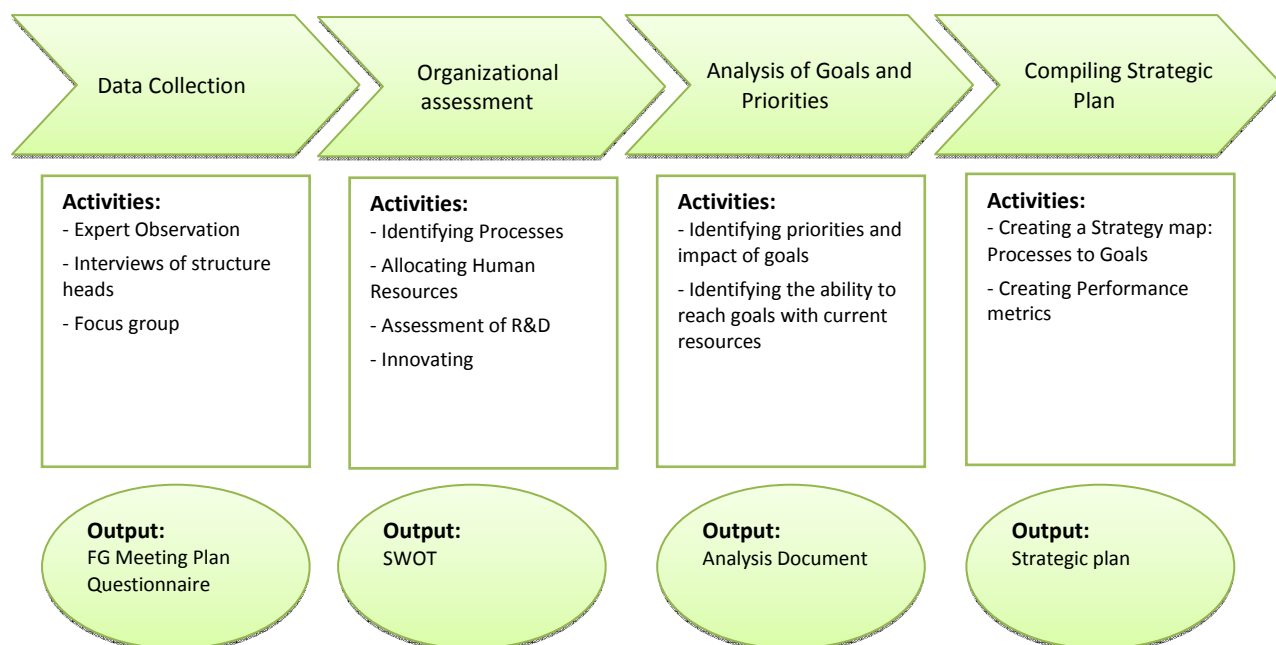 Data Collection
Organizational
assessment
Analysis of Goals and
Priorities
Compiling Strategic
Plan
Activities:
- Expert Observation
- Interviews of structure
heads
- Focus group
Activities:
- Identifying Processes
- Allocating Human
Resources
- Assessment of R&D
- Innovating
Activities:
- Identifying priorities and
impact of goals
- Identifying the ability to
reach goals with current
resources
Activities:
- Creating a Strategy map:
Processes to Goals
- Creating Performance
metrics
Output:
FG Meeting Plan
Questionnaire
Output:
SWOT
Output:
Analysis Document
Output:
Strategic plan